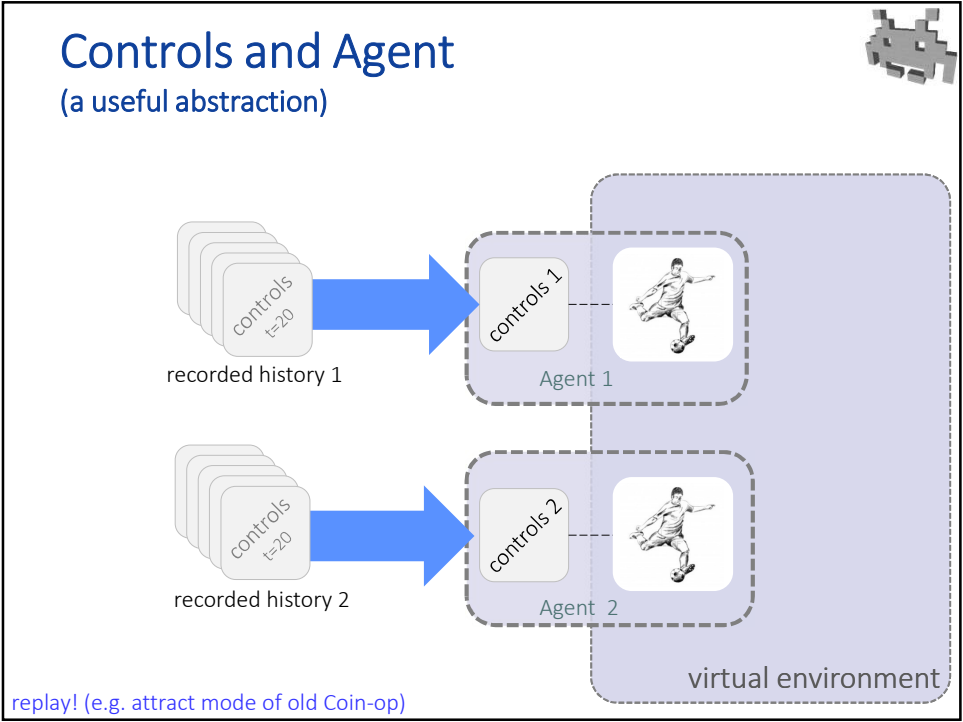 Controls and Agent
(a useful abstraction)
controls
t=20
recorded history 1
controls 1
Agent 1
controls
t=20
recorded history 2
controls 2
Agent  2
virtual environment
replay! (e.g. attract mode of old Coin-op)